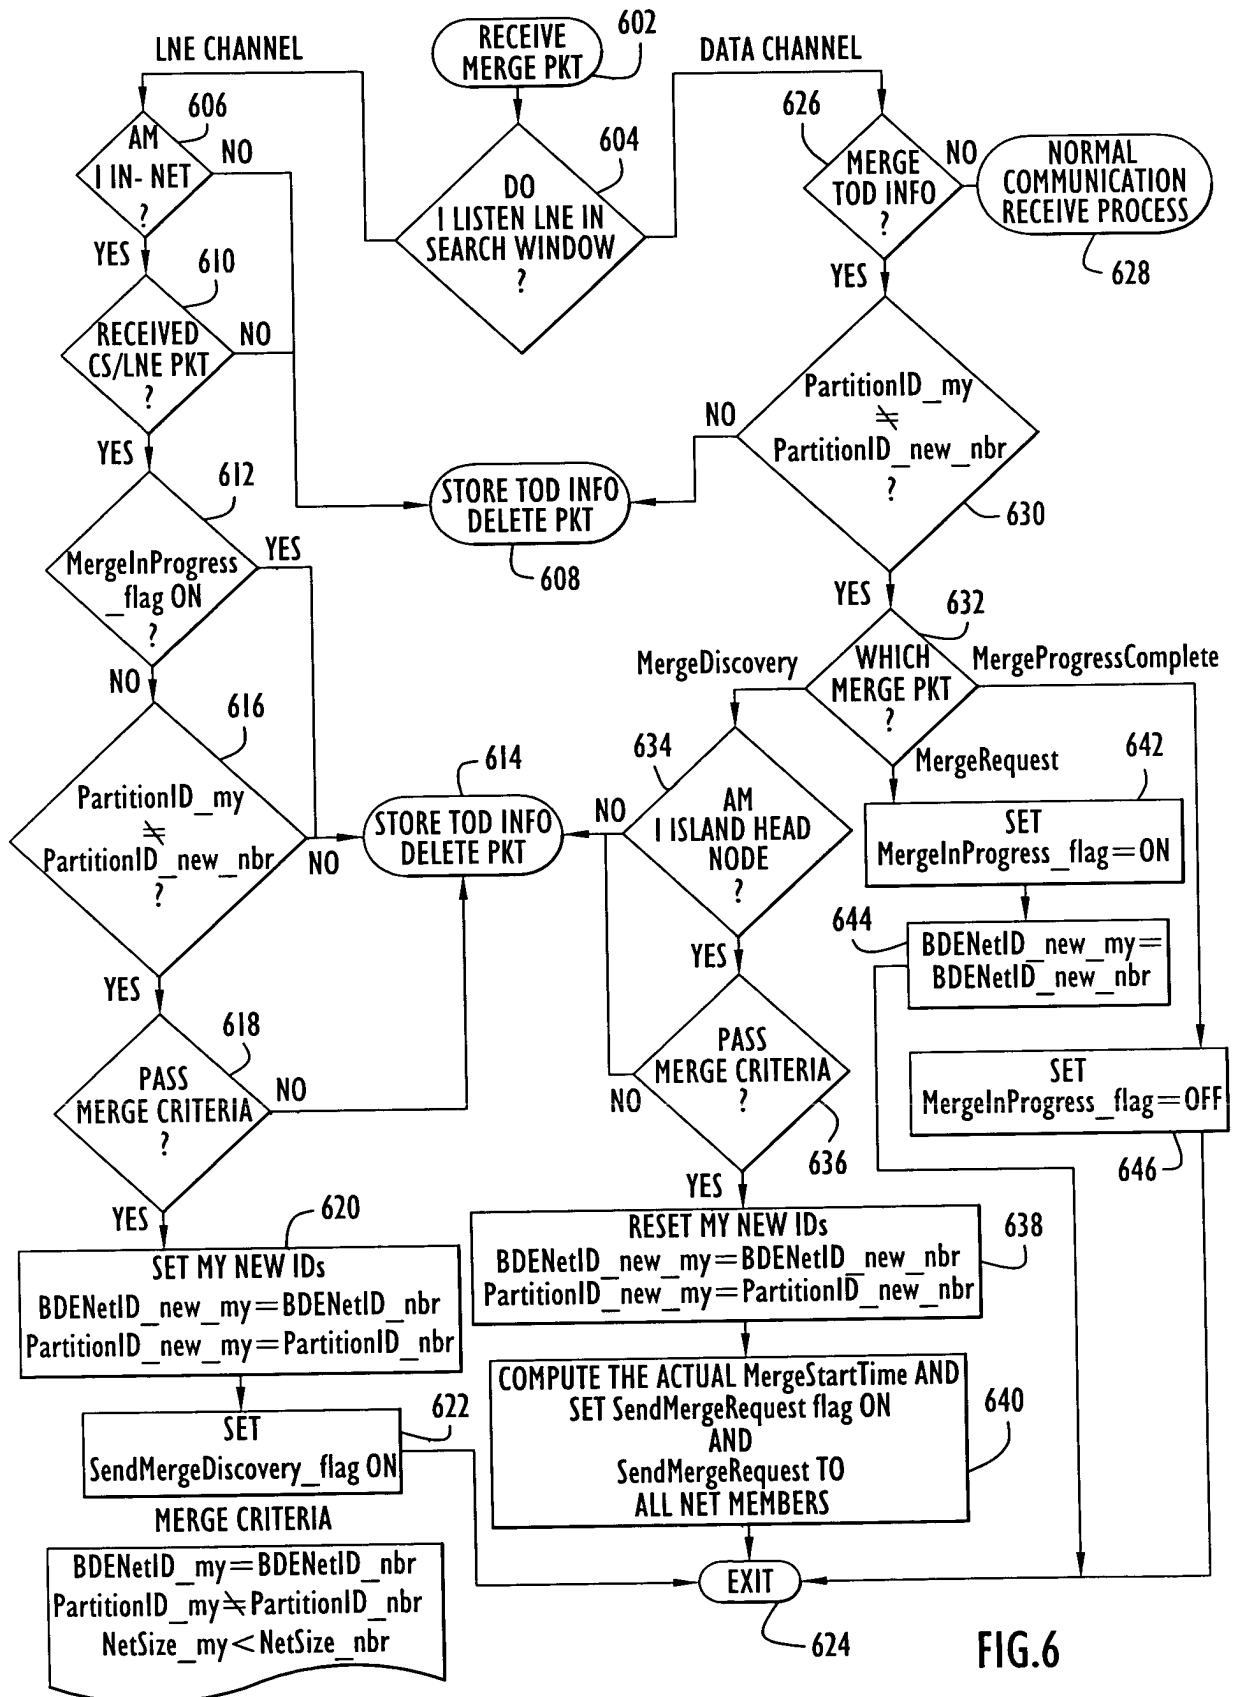 LNE CHANNEL
RECEIVE
MERGE PKT
602
DATA CHANNEL
606
AM
I IN- NET
?
NO
YES
604
DO
I LISTEN LNE IN
SEARCH WINDOW
?
626
MERGE
TOD INFO
?
NO
YES
NORMAL
COMMUNICATION
RECEIVE PROCESS
628
610
RECEIVED
CS/LNE PKT
?
NO
YES
PartitionID_my
≠
PartitionID_new_nbr
?
NO
630
YES
STORE TOD INFO
DELETE PKT
608
612
MergeInProgress
_flag ON
?
YES
NO
632
WHICH
MERGE PKT
?
MergeDiscovery
MergeProgressComplete
MergeRequest
616
PartitionID_my
≠
PartitionID_new_nbr
?
NO
YES
614
STORE TOD INFO
DELETE PKT
634
AM
I ISLAND HEAD
NODE
?
NO
YES
642
SET
MergeInProgress_flag=ON
644
BDENetID_new_my=
BDENetID_new_nbr
618
PASS
MERGE CRITERIA
?
NO
YES
PASS
MERGE CRITERIA
?
NO
636
YES
SET
MergeInProgress_flag=OFF
646
620
SET MY NEW IDs
BDENetID_new_my=BDENetID_nbr
PartitionID_new_my=PartitionID_nbr
RESET MY NEW IDs
BDENetID_new_my=BDENetID_new_nbr
PartitionID_new_my=PartitionID_new_nbr
638
622
SET
SendMergeDiscovery_flag ON
COMPUTE THE ACTUAL MergeStartTime AND
SET SendMergeRequest flag ON
AND
SendMergeRequest TO
ALL NET MEMBERS
640
MERGE CRITERIA
BDENetID_my=BDENetID_nbr
PartitionID_my≠PartitionID_nbr
NetSize_my<NetSize_nbr
EXIT
624
FIG.6